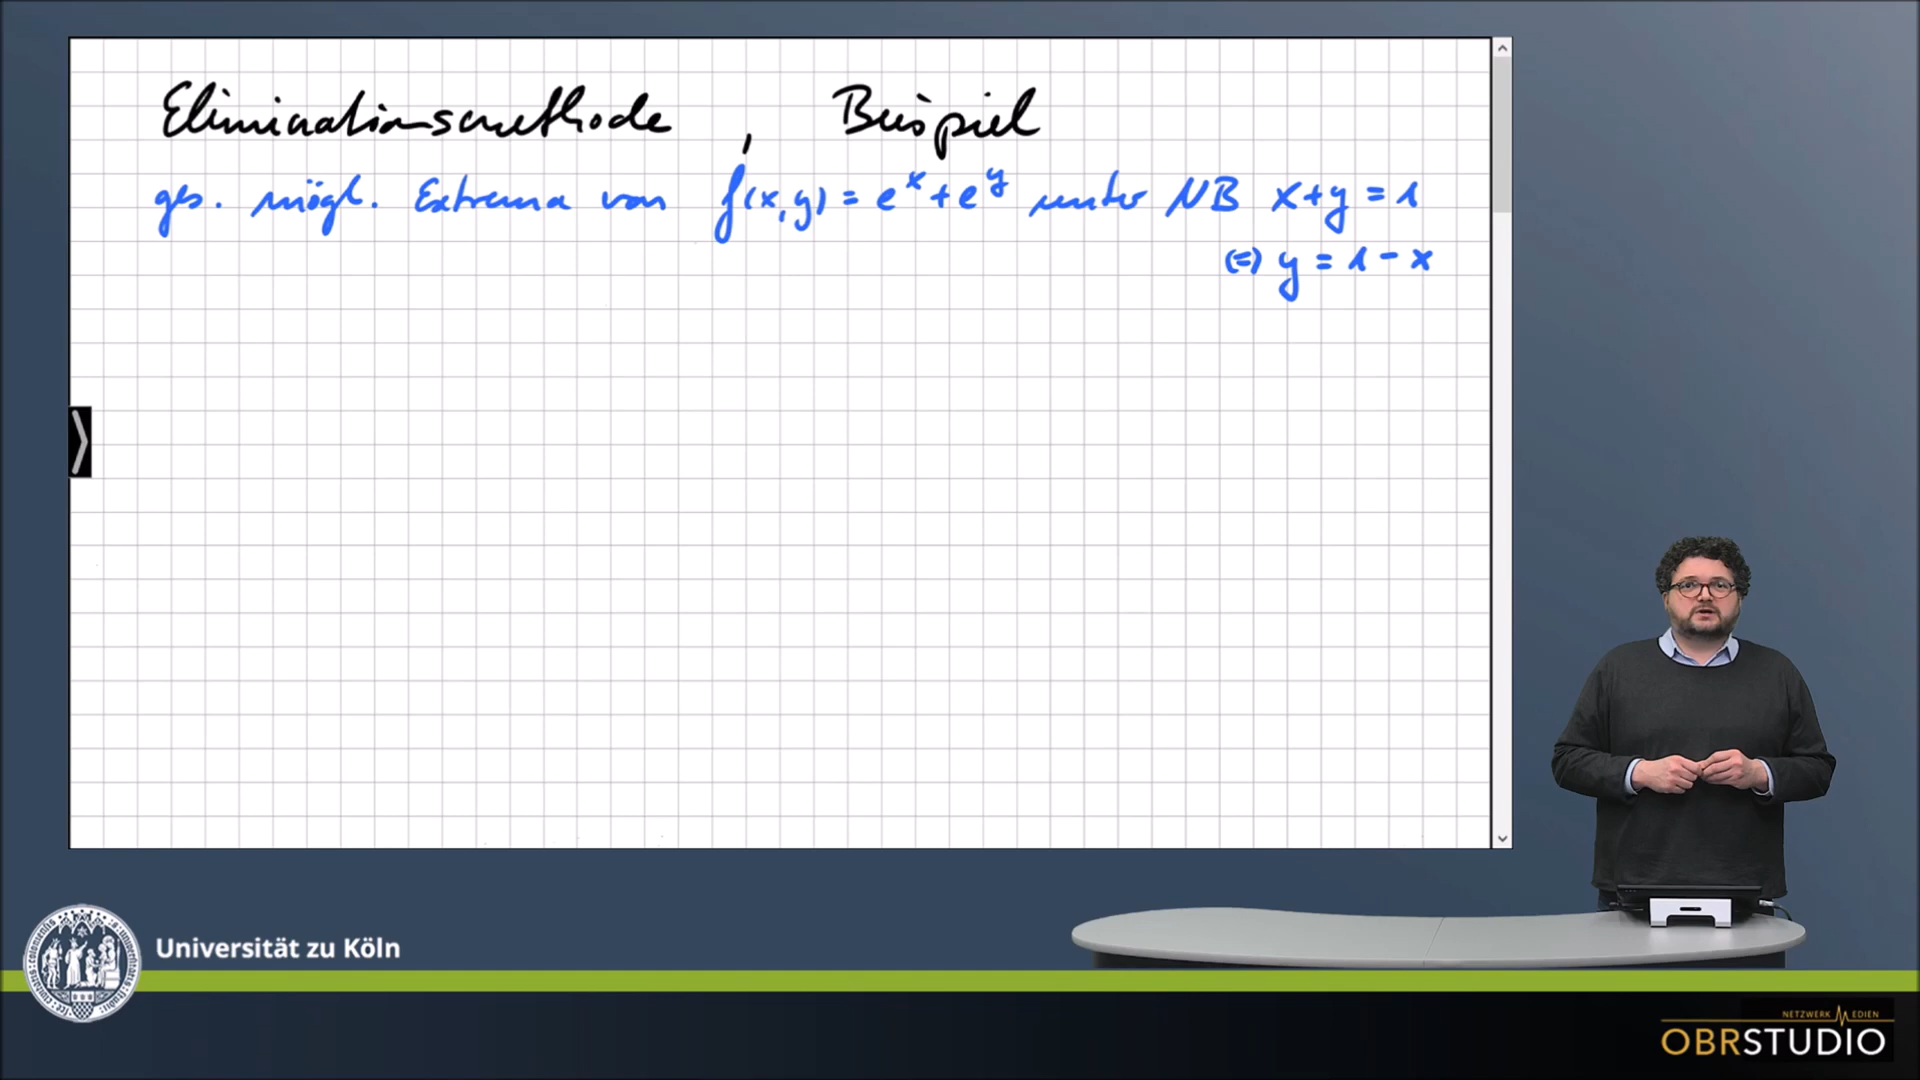 Eliminationsmethode, Beispiel
ges. mögl. Extrema von f(x,y) = e^x + e^y unter NB x+y = 1
(=) y = 1 - x
Universität zu Köln
NETZWERK MEDIEN
OBRSTUDIO